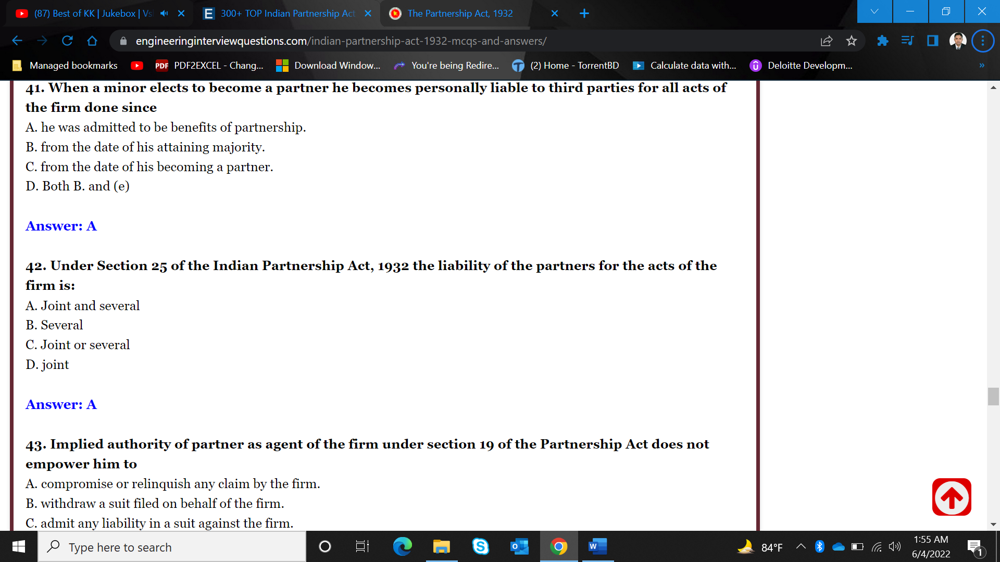 (87) Best of KK | Jukebox | Vs
300+ TOP Indian Partnership Act
The Partnership Act, 1932
engineeringinterviewquestions.com/indian-partnership-act-1932-mcqs-and-answers/
Managed bookmarks
PDF PDF2EXCEL - Chang...
Download Window...
You're being Redire...
(2) Home - TorrentBD
Calculate data with...
Deloitte Developm...
41. When a minor elects to become a partner he becomes personally liable to third parties for all acts of
the firm done since
A. he was admitted to be benefits of partnership.
B. from the date of his attaining majority.
C. from the date of his becoming a partner.
D. Both B. and (e)
Answer: A
42. Under Section 25 of the Indian Partnership Act, 1932 the liability of the partners for the acts of the
firm is:
A. Joint and several
B. Several
C. Joint or several
D. joint
Answer: A
43. Implied authority of partner as agent of the firm under section 19 of the Partnership Act does not
empower him to
A. compromise or relinquish any claim by the firm.
B. withdraw a suit filed on behalf of the firm.
C. admit any liability in a suit against the firm.
Type here to search
84°F
1:55 AM
6/4/2022
1